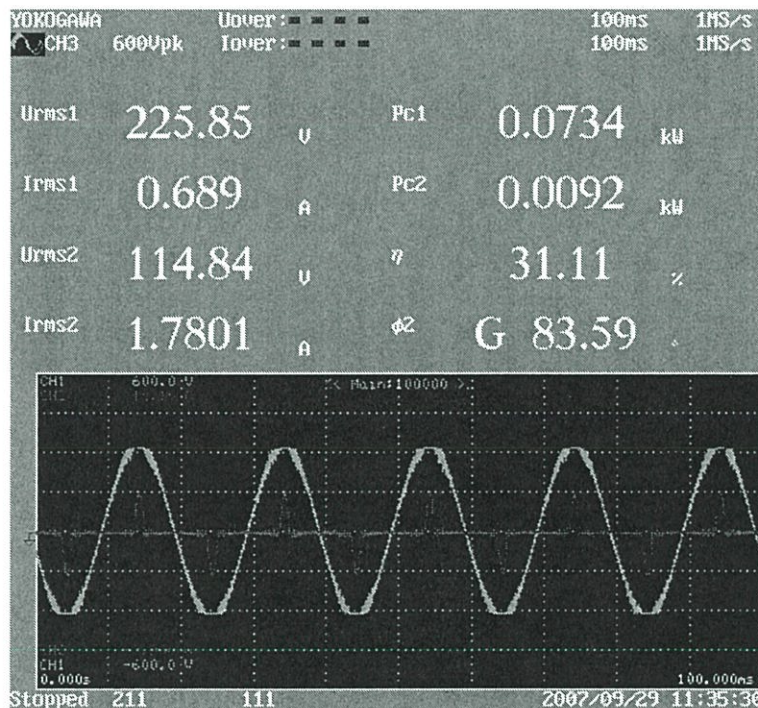 YOKOGAWA Uover:= = = = 100ms 1MS/s
CH3 600Vpk Iover:= = = = 100ms 1MS/s
Urms1 225.85 V Pc1 0.0734 kW
Irms1 0.689 A Pc2 0.0092 kW
Urms2 114.84 V η 31.11 %
Irms2 1.7801 A φ2 G 83.59 °
CH1 600.0 V << Main:100000 >>
CH1 -600.0 V
0.000s 100.000ms
Stopped 211 111 2007/09/29 11:35:30